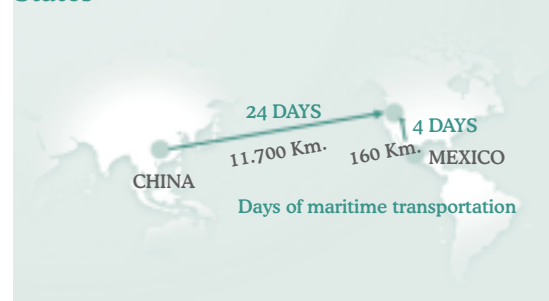 24 DAYS
4 DAYS
11.700 Km.
160 Km.
MEXICO
CHINA
Days of maritime transportation